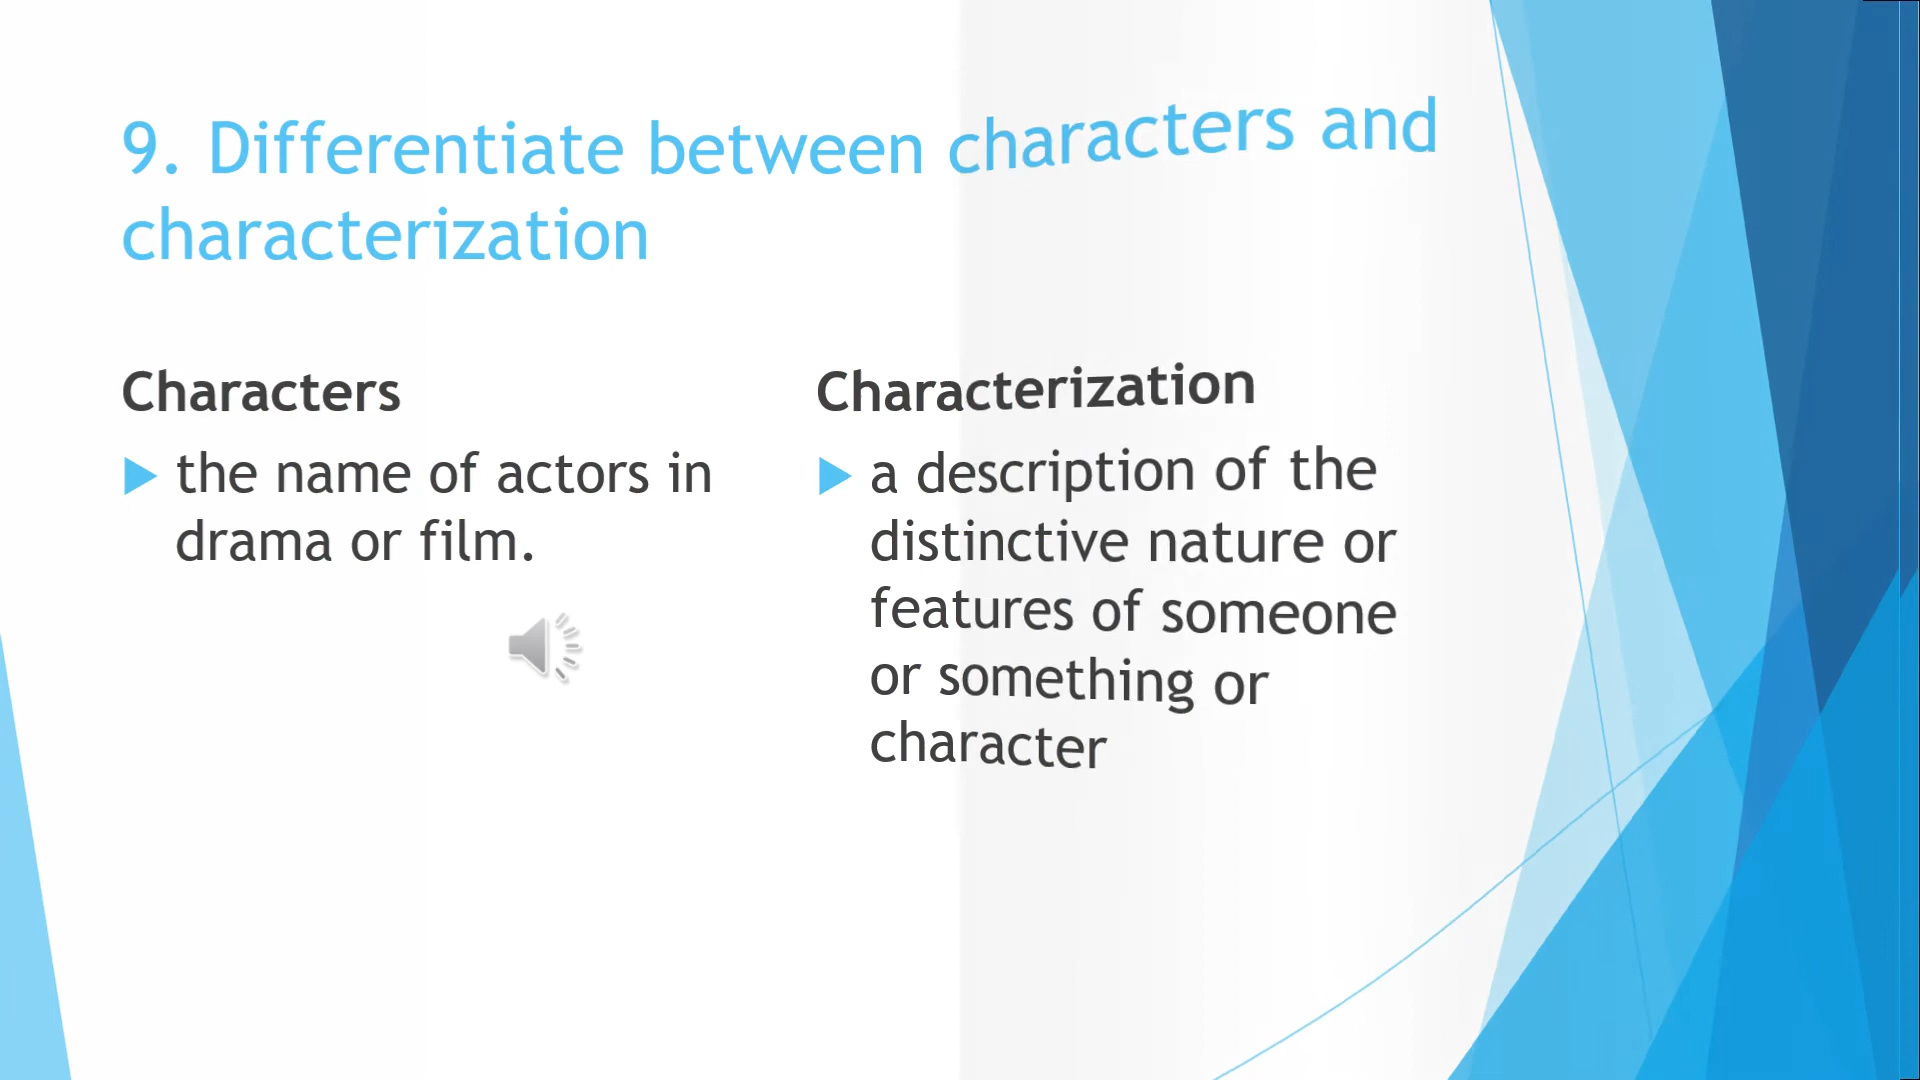 9. Differentiate between characters and
characterization
Characters
the name of actors in
drama or film.
Characterization
a description of the
distinctive nature or
features of someone
or something or
character